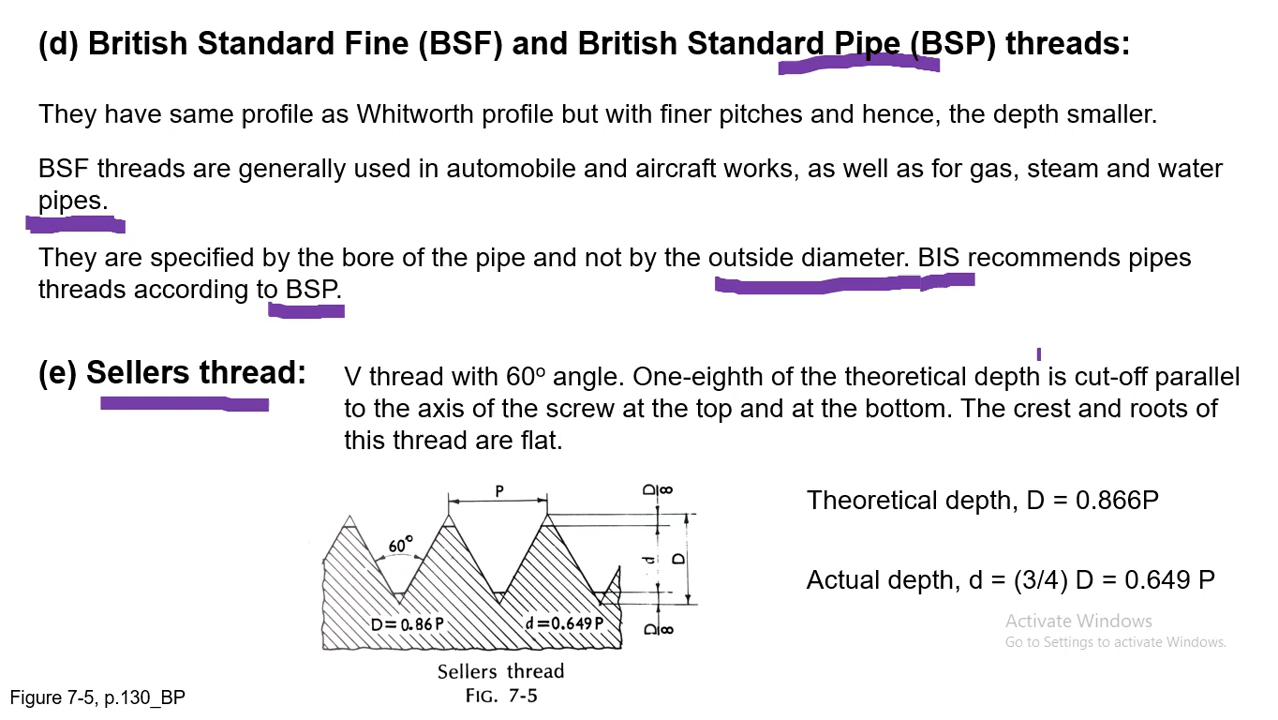 (d) British Standard Fine (BSF) and British Standard Pipe (BSP) threads:
They have same profile as Whitworth profile but with finer pitches and hence, the depth smaller.
BSF threads are generally used in automobile and aircraft works, as well as for gas, steam and water
pipes.
They are specified by the bore of the pipe and not by the outside diameter. BIS recommends pipes
threads according to BSP.
(e) Sellers thread:
V thread with 60º angle. One-eighth of the theoretical depth is cut-off parallel
to the axis of the screw at the top and at the bottom. The crest and roots of
this thread are flat.
P
D/8
60°
d
D
D=0.86P
d=0.649P
D/8
Theoretical depth, D = 0.866P
Actual depth, d = (3/4) D = 0.649 P
Sellers thread
FIG. 7-5
Figure 7-5, p.130_BP
Activate Windows
Go to Settings to activate Windows.